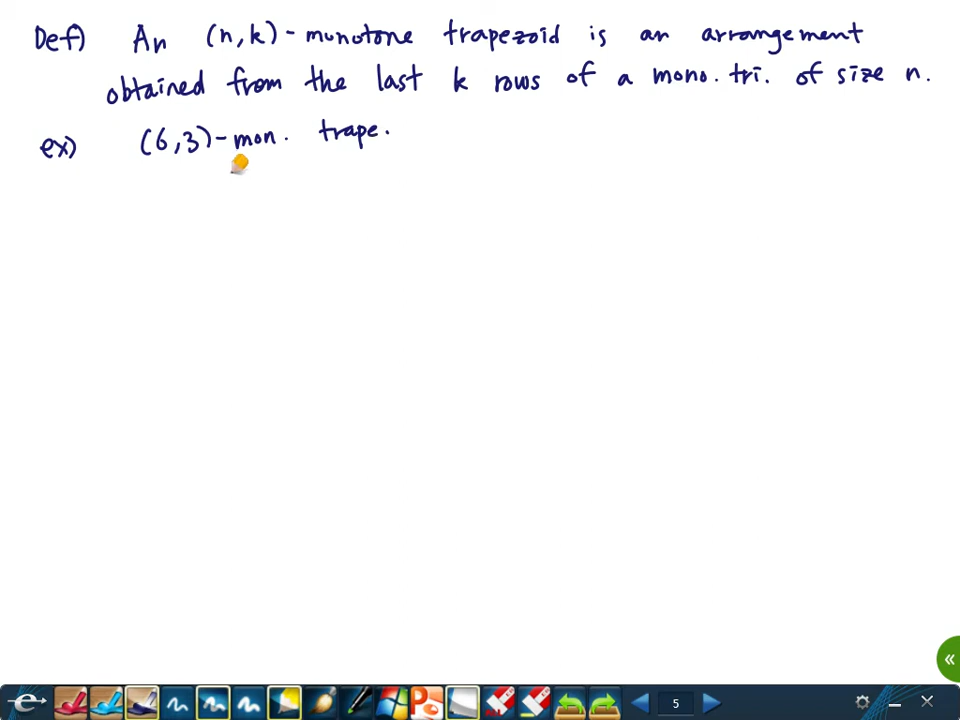 Def) An (n, k) - monotone trapezoid is an arrangement
obtained from the last k rows of a mono. tri. of size n.
ex) (6,3) - mon. trape.
5